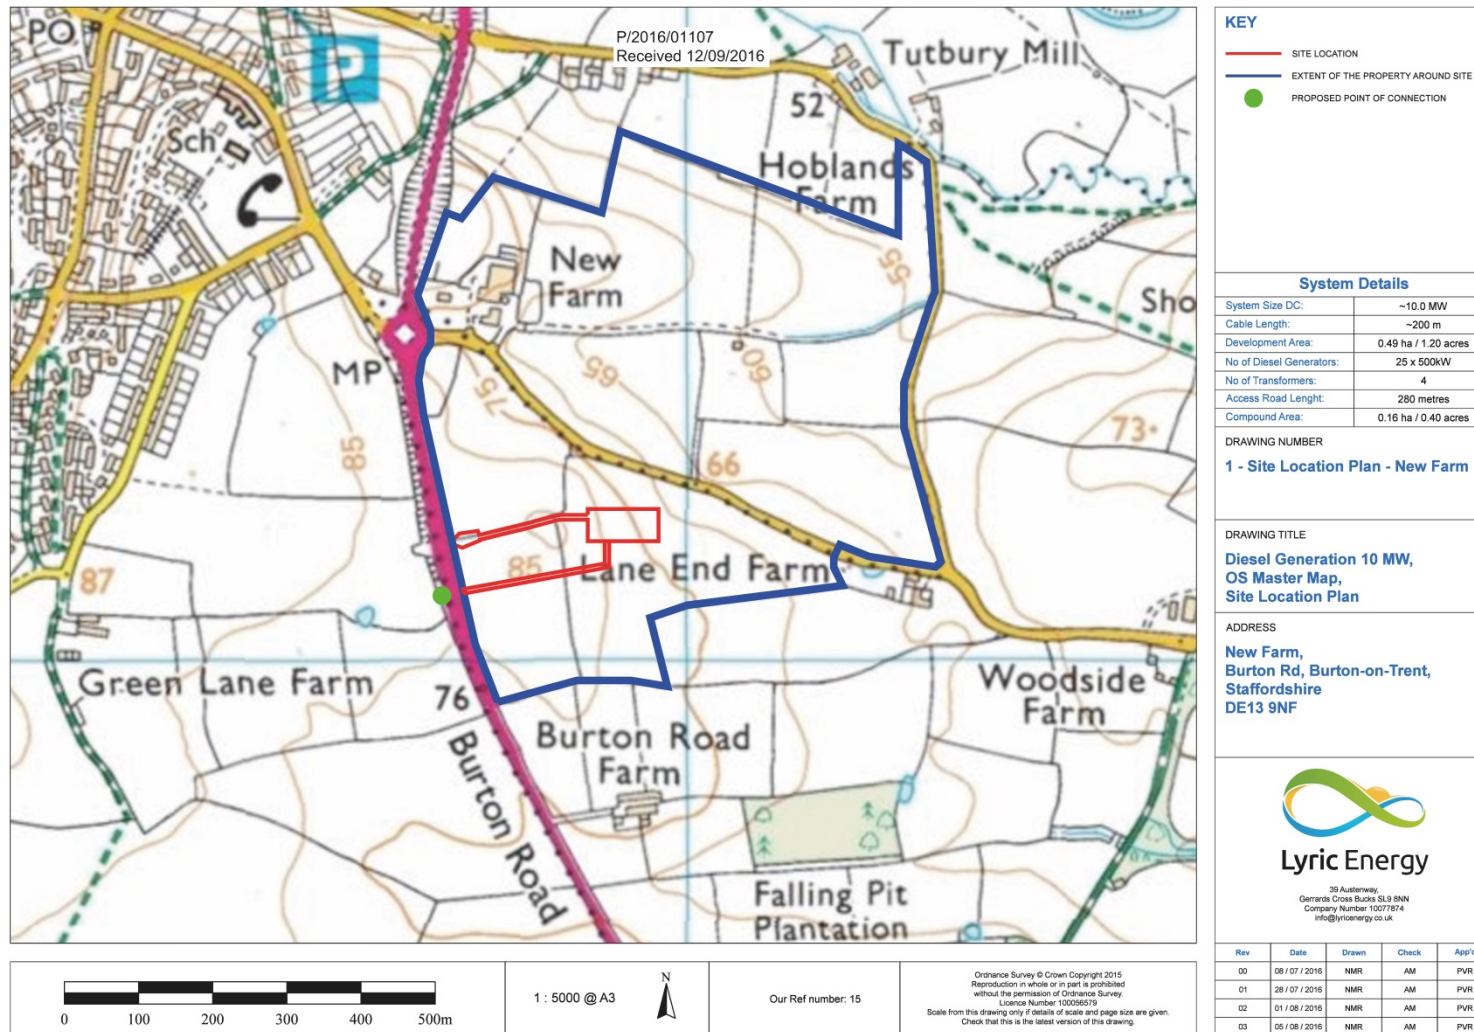 P/2016/01107
Received 12/09/2016
PO
Sch
Tutbury Mill
52
Hoblands
Farm
New
Farm
55
Sho
MP
65
60
75
73
85
66
85
Lane End Farm
87
Green Lane Farm
76
Woodside
Farm
Burton Road
Farm
Burton Road
Falling Pit
Plantation
0 100 200 300 400 500m
1 : 5000 @ A3
N
Our Ref number: 15
Ordnance Survey © Crown Copyright 2015
Reproduction in whole or in part is prohibited
without the permission of Ordnance Survey.
Licence Number 100056579
Scale from this drawing only if details of scale and page size are given.
Check that this is the latest version of this drawing.
KEY
SITE LOCATION
EXTENT OF THE PROPERTY AROUND SITE
PROPOSED POINT OF CONNECTION
System Details
System Size DC: ~10.0 MW
Cable Length: ~200 m
Development Area: 0.49 ha / 1.20 acres
No of Diesel Generators: 25 x 500kW
No of Transformers: 4
Access Road Lenght: 280 metres
Compound Area: 0.16 ha / 0.40 acres
DRAWING NUMBER
1 - Site Location Plan - New Farm
DRAWING TITLE
Diesel Generation 10 MW,
OS Master Map,
Site Location Plan
ADDRESS
New Farm,
Burton Rd, Burton-on-Trent,
Staffordshire
DE13 9NF
Lyric Energy
39 Austenway,
Gerrards Cross Bucks SL9 8NN
Company Number 10077874
info@lyricenergy.co.uk
Rev Date Drawn Check App'd
00 08 / 07 / 2016 NMR AM PVR
01 28 / 07 / 2016 NMR AM PVR
02 01 / 08 / 2016 NMR AM PVR
03 05 / 08 / 2016 NMR AM PVR